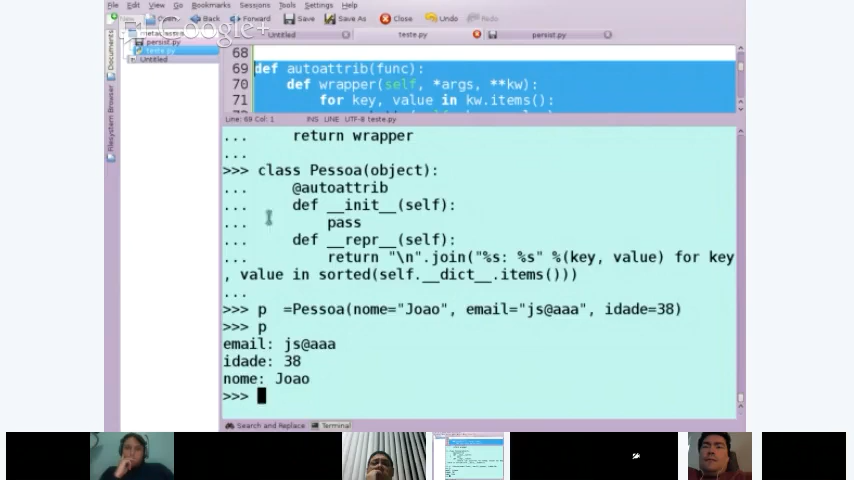 File Edit View Go Bookmarks Sessions Tools Settings Help
Back Forward Save Save As Close Undo Redo
Google+
persist.py
teste.py
Untitled
Documents
Filesystem Browser
Untitled teste.py persist.py
68
69 def autoattrib(func):
70 def wrapper(self, *args, **kw):
71 for key, value in kw.items():
Line: 69 Col: 1 INS LINE UTF-8 teste.py
... return wrapper
...
>>> class Pessoa(object):
... @autoattrib
... def __init__(self):
... pass
... def __repr__(self):
... return "\n".join("%s: %s" %(key, value) for key
, value in sorted(self.__dict__.items()))
...
>>> p =Pessoa(nome="Joao", email="js@aaa", idade=38)
>>> p
email: js@aaa
idade: 38
nome: Joao
>>>
Search and Replace Terminal